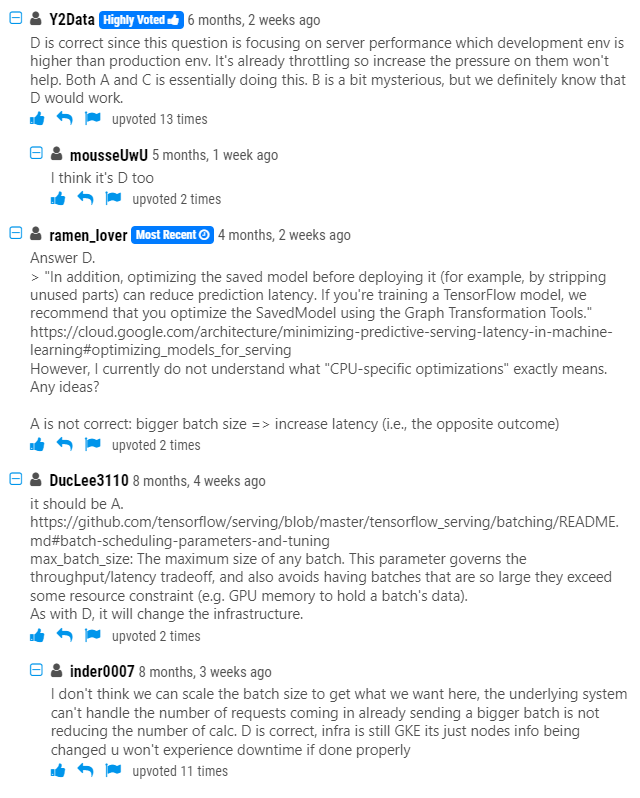 Y2Data Highly Voted 6 months, 2 weeks ago
D is correct since this question is focusing on server performance which development env is
higher than production env. It's already throttling so increase the pressure on them won't
help. Both A and C is essentially doing this. B is a bit mysterious, but we definitely know that
D would work.
upvoted 13 times
mousseUwU 5 months, 1 week ago
I think it's D too
upvoted 2 times
ramen_lover Most Recent 4 months, 2 weeks ago
Answer D.
> "In addition, optimizing the saved model before deploying it (for example, by stripping
unused parts) can reduce prediction latency. If you're training a TensorFlow model, we
recommend that you optimize the SavedModel using the Graph Transformation Tools."
https://cloud.google.com/architecture/minimizing-predictive-serving-latency-in-machine-
learning#optimizing_models_for_serving
However, I currently do not understand what "CPU-specific optimizations" exactly means.
Any ideas?
A is not correct: bigger batch size => increase latency (i.e., the opposite outcome)
upvoted 2 times
DucLee3110 8 months, 4 weeks ago
it should be A.
https://github.com/tensorflow/serving/blob/master/tensorflow_serving/batching/README.
md#batch-scheduling-parameters-and-tuning
max_batch_size: The maximum size of any batch. This parameter governs the
throughput/latency tradeoff, and also avoids having batches that are so large they exceed
some resource constraint (e.g. GPU memory to hold a batch's data).
As with D, it will change the infrastructure.
upvoted 2 times
inder0007 8 months, 3 weeks ago
I don't think we can scale the batch size to get what we want here, the underlying system
can't handle the number of requests coming in already sending a bigger batch is not
reducing the number of calc. D is correct, infra is still GKE its just nodes info being
changed u won't experience downtime if done properly
upvoted 11 times